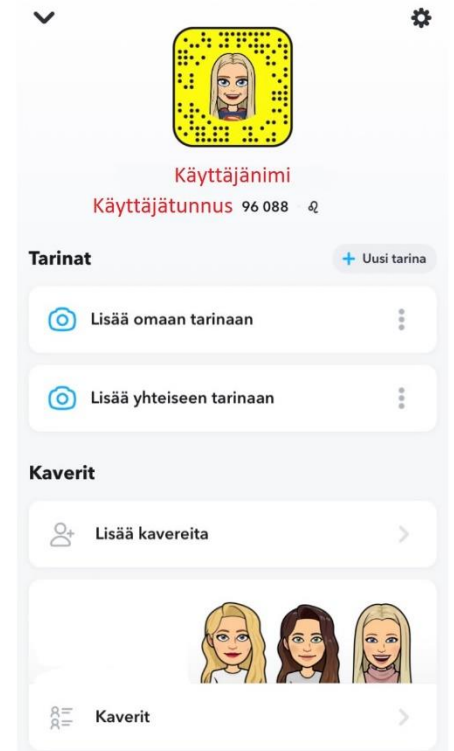 Käyttäjänimi
Käyttäjätunnus 96 088 ♌
Tarinat + Uusi tarina
Lisää omaan tarinaan
Lisää yhteiseen tarinaan
Kaverit
Lisää kavereita
Kaverit